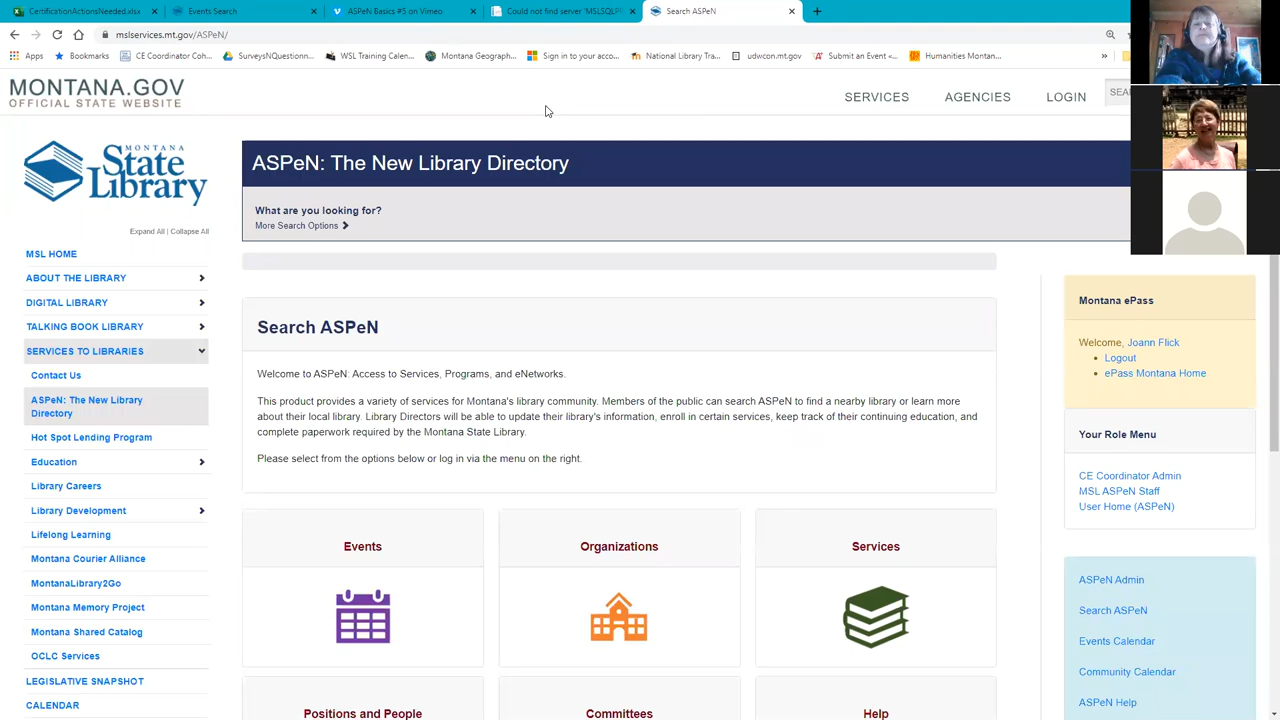 CertificationActionsNeeded.xlsx
Events Search
ASPeN Basics #5 on Vimeo
Could not find server 'MSLSQLP
Search ASPeN
mslservices.mt.gov/ASPeN/
Apps
Bookmarks
CE Coordinator Com...
SurveysNQuestionn...
WSL Training Calen...
Montana Geograph...
Sign in to your acco...
National Library Tra...
udwcon.mt.gov
Submit an Event <...
Humanities Montan...
MONTANA.GOV
OFFICIAL STATE WEBSITE
SERVICES
AGENCIES
LOGIN
SEA
MONTANA
State
Library
Expand All | Collapse All
MSL HOME
ABOUT THE LIBRARY
DIGITAL LIBRARY
TALKING BOOK LIBRARY
SERVICES TO LIBRARIES
Contact Us
ASPeN: The New Library
Directory
Hot Spot Lending Program
Education
Library Careers
Library Development
Lifelong Learning
Montana Courier Alliance
MontanaLibrary2Go
Montana Memory Project
Montana Shared Catalog
OCLC Services
LEGISLATIVE SNAPSHOT
CALENDAR
ASPeN: The New Library Directory
What are you looking for?
More Search Options
Search ASPeN
Welcome to ASPeN: Access to Services, Programs, and eNetworks.
This product provides a variety of services for Montana's library community. Members of the public can search ASPeN to find a nearby library or learn more
about their local library. Library Directors will be able to update their library's information, enroll in certain services, keep track of their continuing education, and
complete paperwork required by the Montana State Library.
Please select from the options below or log in via the menu on the right.
Events
Organizations
Services
Positions and People
Committees
Help
Montana ePass
Welcome, Joann Flick
Logout
ePass Montana Home
Your Role Menu
CE Coordinator Admin
MSL ASPeN Staff
User Home (ASPeN)
ASPeN Admin
Search ASPeN
Events Calendar
Community Calendar
ASPeN Help